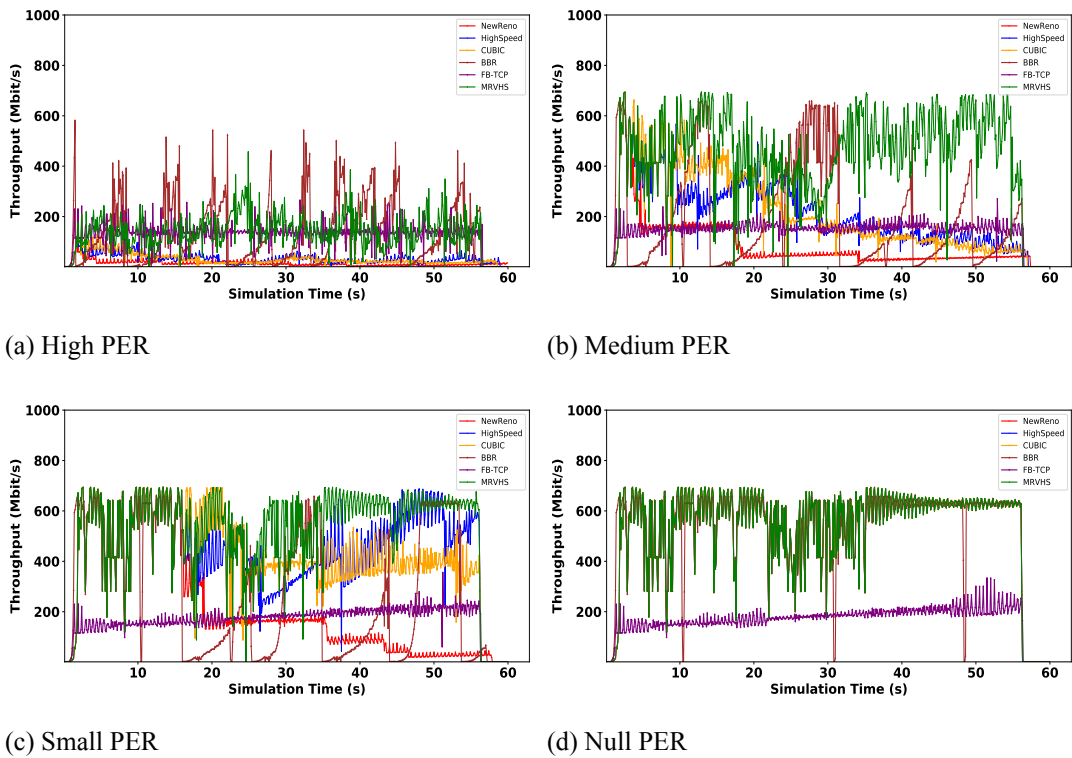 1000
800
600
400
200
10 20 30 40 50 60
Throughput (Mbit/s)
Simulation Time (s)
NewReno
HighSpeed
CUBIC
BBR
FB-TCP
MRVHS
(a) High PER
1000
800
600
400
200
10 20 30 40 50 60
Throughput (Mbit/s)
Simulation Time (s)
NewReno
HighSpeed
CUBIC
BBR
FB-TCP
MRVHS
(b) Medium PER
1000
800
600
400
200
10 20 30 40 50 60
Throughput (Mbit/s)
Simulation Time (s)
NewReno
HighSpeed
CUBIC
BBR
FB-TCP
MRVHS
(c) Small PER
1000
800
600
400
200
10 20 30 40 50 60
Throughput (Mbit/s)
Simulation Time (s)
NewReno
HighSpeed
CUBIC
BBR
FB-TCP
MRVHS
(d) Null PER